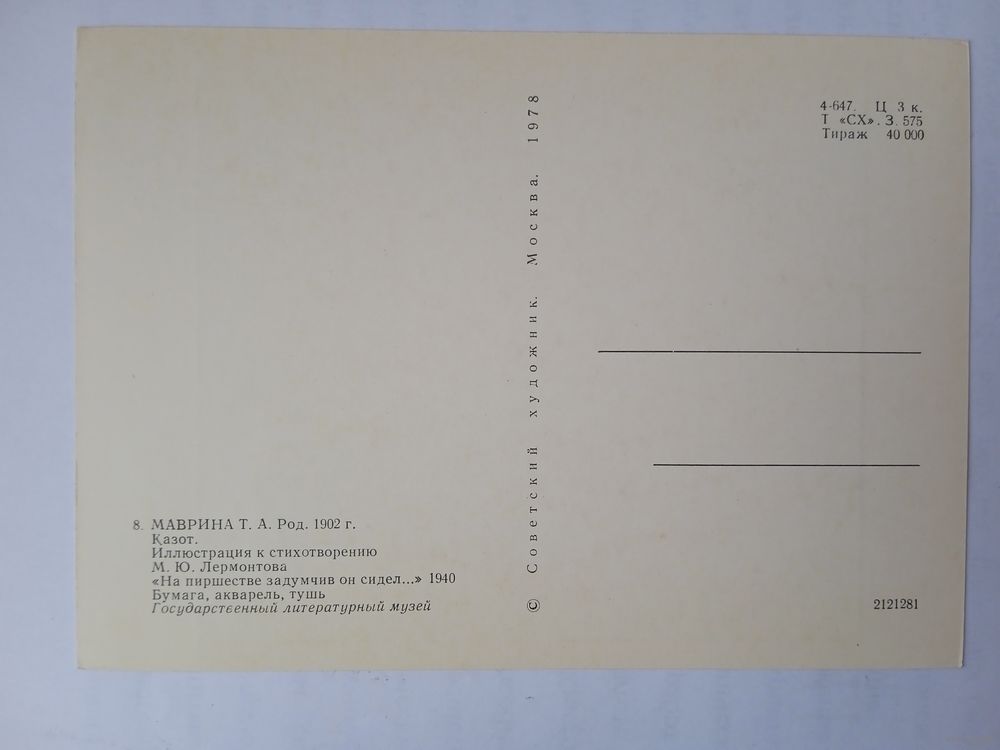 8. МАВРИНА Т. А. Род. 1902 г.
Казот.
Иллюстрация к стихотворению
М. Ю. Лермонтова
«На пиршестве задумчив он сидел...» 1940
Бумага, акварель, тушь
Государственный литературный музей
© Советский художник. Москва. 1978
4-647. Ц 3 к.
Т «СХ». З. 575
Тираж 40 000
2121281